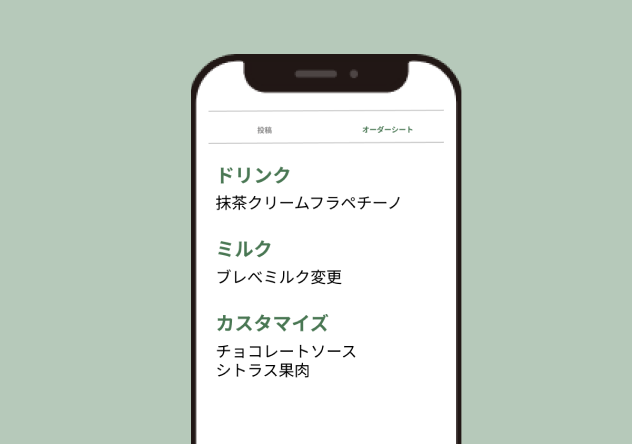 投稿 オーダーシート
ドリンク
抹茶クリームフラペチーノ
ミルク
ブレベミルク変更
カスタマイズ
チョコレートソース
シトラス果肉